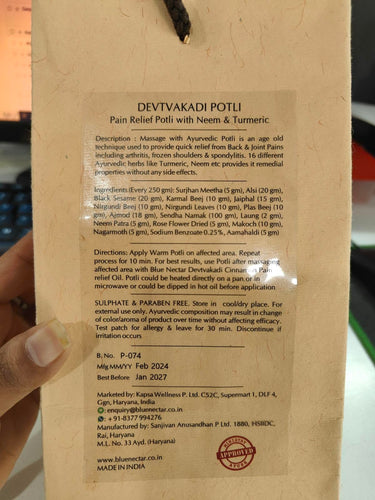 DEVTVAKADI POTLI
Pain Relief Potli with Neem & Turmeric
Description : Massage with Ayurvedic Potli is an age old
technique used to provide quick relief from Back & Joint Pains
including arthritis, frozen shoulders & spondylitis. 16 different
Ayurvedic herbs like Turmeric, Neem etc provides it remedial
properties without any side effects.
Ingredients (Every 250 gm): Surjhan Meetha (5 gm), Alsi (20 gm),
Black Sesame (20 gm), Karmal Beej (10 gm), Jaiphal (15 gm),
Nirgundi Beej (10 gm), Nirgundi Leaves (10 gm), Plas Beej (10
gm), Ajmod (18 gm), Sendha Namak (100 gm), Laung (2 gm),
Neem Patra (5 gm), Rose Flower Dried (5 gm), Makoch (10 gm),
Nagarmoth (5 gm), Sodium Benzoate 0.25%, Aamahaldi (5 gm)
Directions: Apply Warm Potli on affected area. Repeat
process for 10 min. For best results, use Potli after massaging
affected area with Blue Nectar Devtvakadi Cinnamon Pain
relief Oil. Potli could be heated directly on a pan or in
microwave or could be dipped in hot oil before application
SULPHATE & PARABEN FREE. Store in cool/dry place. For
external use only. Ayurvedic composition may result in change
of color/aroma of product over time without affecting efficacy.
Test patch for allergy & leave for 30 min. Discontinue if
irritation occurs
B. No. P-074
Mfg.MM/YY Feb 2024
Best Before Jan 2027
Marketed by: Kapsa Wellness P. Ltd. C52C, Supermart 1, DLF 4,
Ggn, Haryana, India
: enquiry@bluenectar.co.in
: +91-8377994276
Manufactured by: Sanjivan Anusandhan P Ltd. 1880, HSIIDC,
Rai, Haryana
M.L. No. 33 Ayd. (Haryana)
www.bluenectar.co.in
MADE IN INDIA
MINISTRY
APPROVED
AYUSH